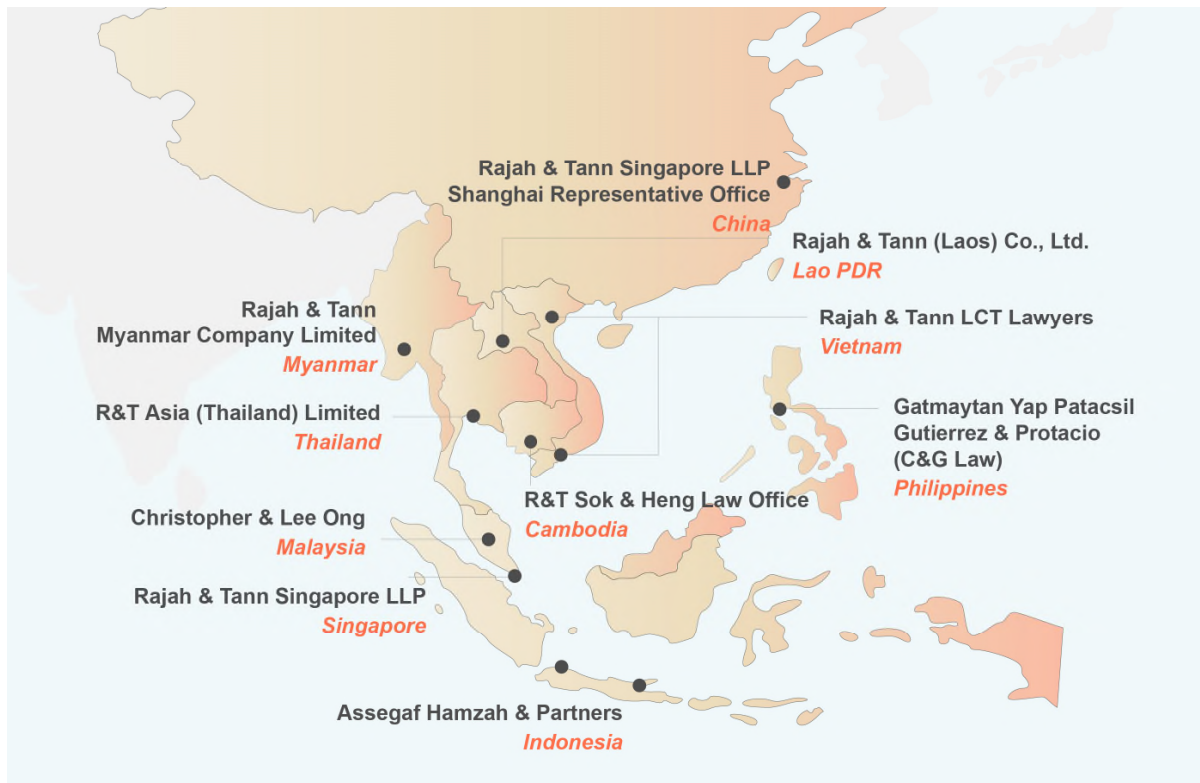 Rajah & Tann Singapore LLP
Shanghai Representative Office
China
Rajah & Tann (Laos) Co., Ltd.
Lao PDR
Rajah & Tann
Myanmar Company Limited
Myanmar
Rajah & Tann LCT Lawyers
Vietnam
R&T Asia (Thailand) Limited
Thailand
Gatmaytan Yap Patacsil
Gutierrez & Protacio
(C&G Law)
Philippines
R&T Sok & Heng Law Office
Cambodia
Christopher & Lee Ong
Malaysia
Rajah & Tann Singapore LLP
Singapore
Assegaf Hamzah & Partners
Indonesia